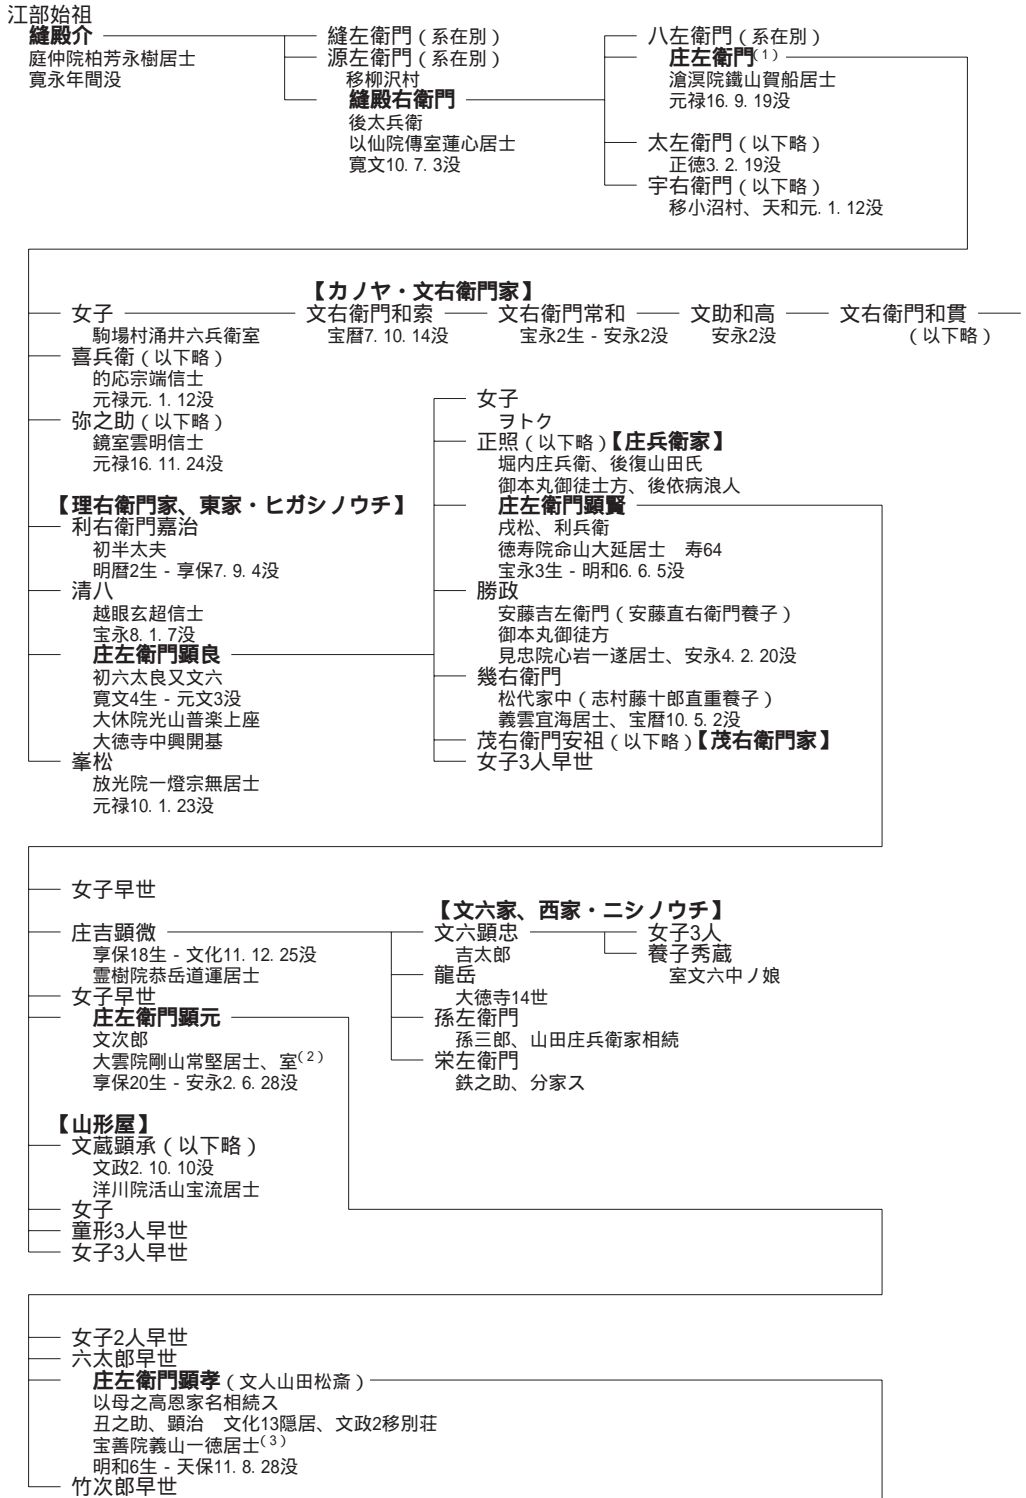 江部始祖
縫殿介
庭仲院柏芳永樹居士
寛永年間没
縫左衛門(系在別)
源左衛門(系在別)
移柳沢村
縫殿右衛門
後太兵衛
以仙院傳室蓮心居士
寛文10. 7. 3没
八左衛門(系在別)
庄左衛門(1)
滄溟院鐵山賀船居士
元禄16. 9. 19没
太左衛門(以下略)
正徳3. 2. 19没
宇右衛門(以下略)
移小沼村、天和元. 1. 12没
【カノヤ・文右衛門家】
女子
駒場村涌井六兵衛室
文右衛門和索
宝暦7. 10. 14没
文右衛門常和
宝永2生 - 安永2没
文助和高
安永2没
文右衛門和貫
(以下略)
喜兵衛(以下略)
的応宗端信士
元禄元. 1. 12没
弥之助(以下略)
鏡室雲明信士
元禄16. 11. 24没
【理右衛門家、東家・ヒガシノウチ】
利右衛門嘉治
初半太夫
明暦2生 - 享保7. 9. 4没
清八
越眼玄超信士
宝永8. 1. 7没
庄左衛門顕良
初六太良又文六
寛文4生 - 元文3没
大休院光山普楽上座
大徳寺中興開基
峯松
放光院一燈宗無居士
元禄10. 1. 23没
女子
ヲトク
正照(以下略)【庄兵衛家】
堀内庄兵衛、後復山田氏
御本丸御徒士方、後依病浪人
庄左衛門顕賢
戌松、利兵衛
徳寿院命山大延居士 寿64
宝永3生 - 明和6. 6. 5没
勝政
安藤吉左衛門(安藤直右衛門養子)
御本丸御徒方
見忠院心岩一遂居士、安永4. 2. 20没
幾右衛門
松代家中(志村藤十郎直重養子)
義雲宜海居士、宝暦10. 5. 2没
茂右衛門安祖(以下略)【茂右衛門家】
女子3人早世
女子早世
庄吉顕微
享保18生 - 文化11. 12. 25没
霊樹院恭岳道運居士
女子早世
庄左衛門顕元
文次郎
大雲院剛山常堅居士、室(2)
享保20生 - 安永2. 6. 28没
【文六家、西家・ニシノウチ】
文六顕忠
吉太郎
龍岳
大徳寺14世
孫左衛門
孫三郎、山田庄兵衛家相続
栄左衛門
鉄之助、分家ス
女子3人
養子秀蔵
室文六中ノ娘
【山形屋】
文蔵顕承(以下略)
文政2. 10. 10没
洋川院活山宝流居士
女子
童形3人早世
女子3人早世
女子2人早世
六太郎早世
庄左衛門顕孝(文人山田松斎)
以母之高恩家名相続ス
丑之助、顕治 文化13隠居、文政2移別荘
宝善院義山一徳居士(3)
明和6生 - 天保11. 8. 28没
竹次郎早世